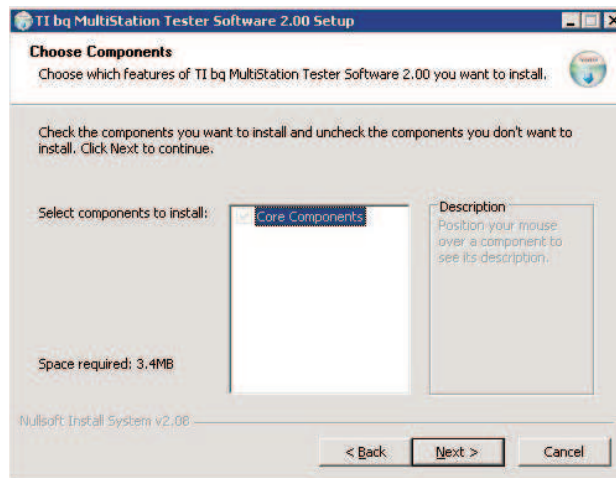 TI bq MultiStation Tester Software 2.00 Setup
Choose Components
Choose which features of TI bq MultiStation Tester Software 2.00 you want to install.
Check the components you want to install and uncheck the components you don't want to
install. Click Next to continue.
Select components to install:
Core Components
Description
Position your mouse
over a component to
see its description.
Space required: 3.4MB
Nullsoft Install System v2.08
< Back
Next >
Cancel